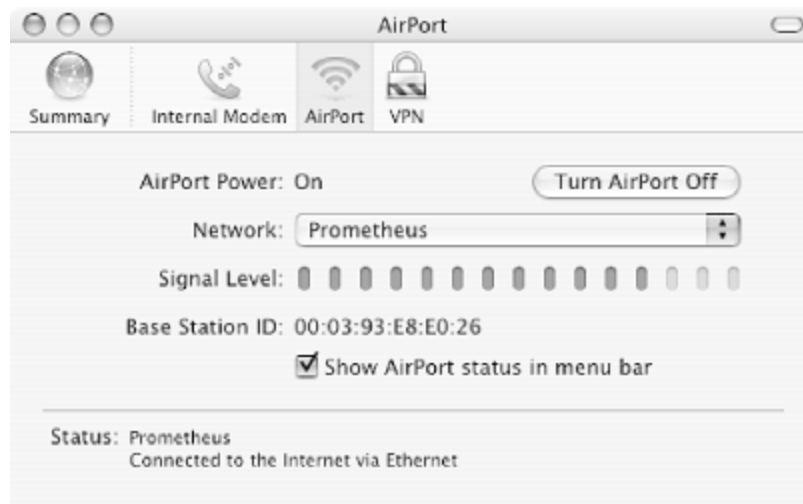 AirPort
Summary Internal Modem AirPort VPN
AirPort Power: On Turn AirPort Off
Network: Prometheus
Signal Level:
Base Station ID: 00:03:93:E8:E0:26
Show AirPort status in menu bar
Status: Prometheus
Connected to the Internet via Ethernet